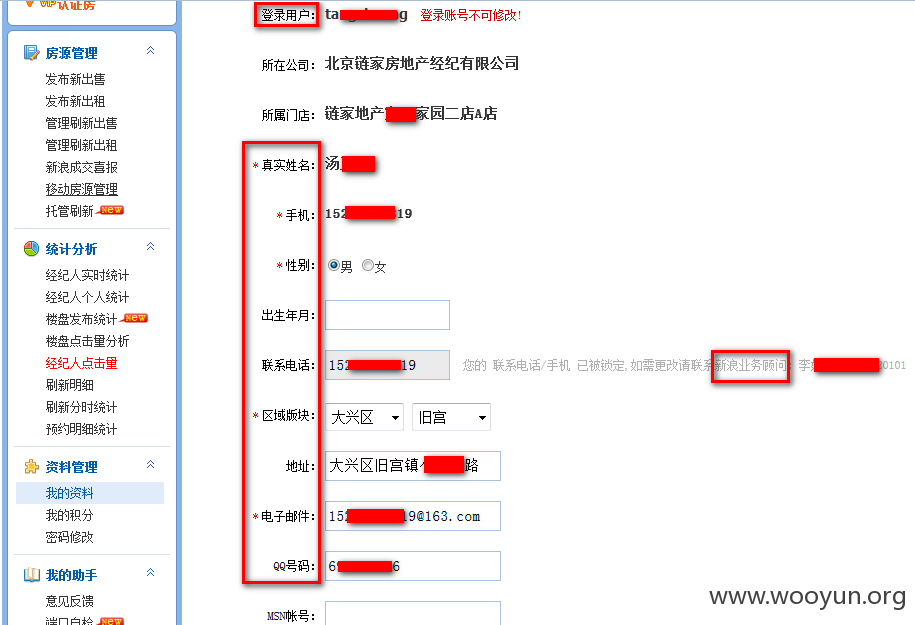 VIP认证房
房源管理
发布新出售
发布新出租
管理刷新出售
管理刷新出租
新浪成交喜报
移动房源管理
托管刷新 NEW
统计分析
经纪人实时统计
经纪人个人统计
楼盘发布统计 NEW
楼盘点击量分析
经纪人点击量
刷新明细
刷新分时统计
预约明细统计
资料管理
我的资料
我的积分
密码修改
我的助手
意见反馈
端口自检 NEW
登录用户: ta g 登录账号不可修改!
所在公司: 北京链家房地产经纪有限公司
所属门店: 链家地产 家园二店A店
*真实姓名: 汤
*手机: 152 19
*性别: 男 女
出生年月:
联系电话: 152 19 您的 联系电话/手机 已被锁定,如需更改请联系新浪业务顾问: 李 0101
*区域版块: 大兴区 旧宫
地址: 大兴区旧宫镇 路
*电子邮件: 152 19@163.com
QQ号码: 6 6
MSN帐号:
www.wooyun.org